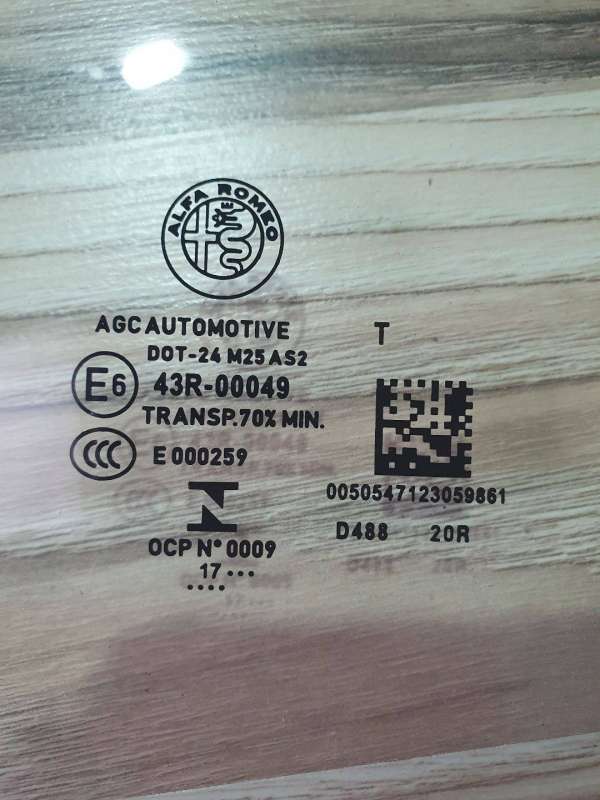 ALFA ROMEO
AGC AUTOMOTIVE
T
DOT-24 M25 AS2
E6
43R-00049
TRANSP.70% MIN.
CCC
E 000259
0050547123059861
D488 20R
OCP N° 0009
17 •••
••••